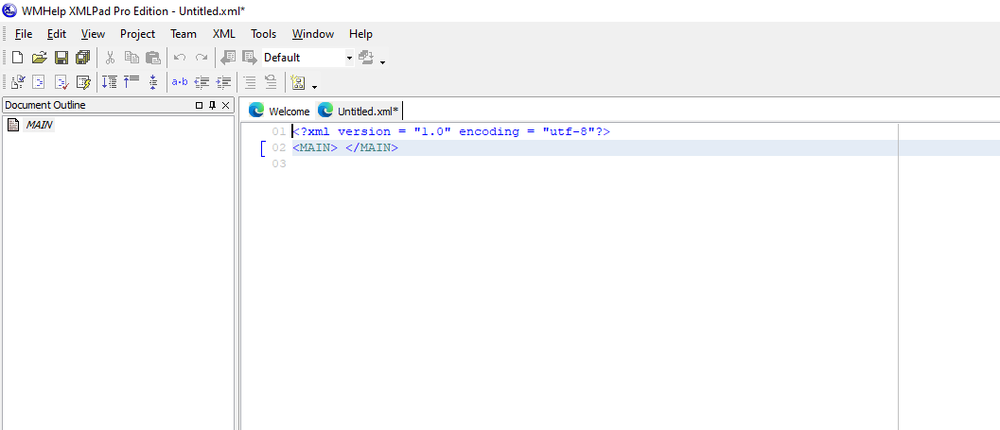 WMHelp XMLPad Pro Edition - Untitled.xml*
File Edit View Project Team XML Tools Window Help
Default
a•b
Document Outline
MAIN
Welcome Untitled.xml*
01 <?xml version = "1.0" encoding = "utf-8"?>
02 <MAIN> </MAIN>
03